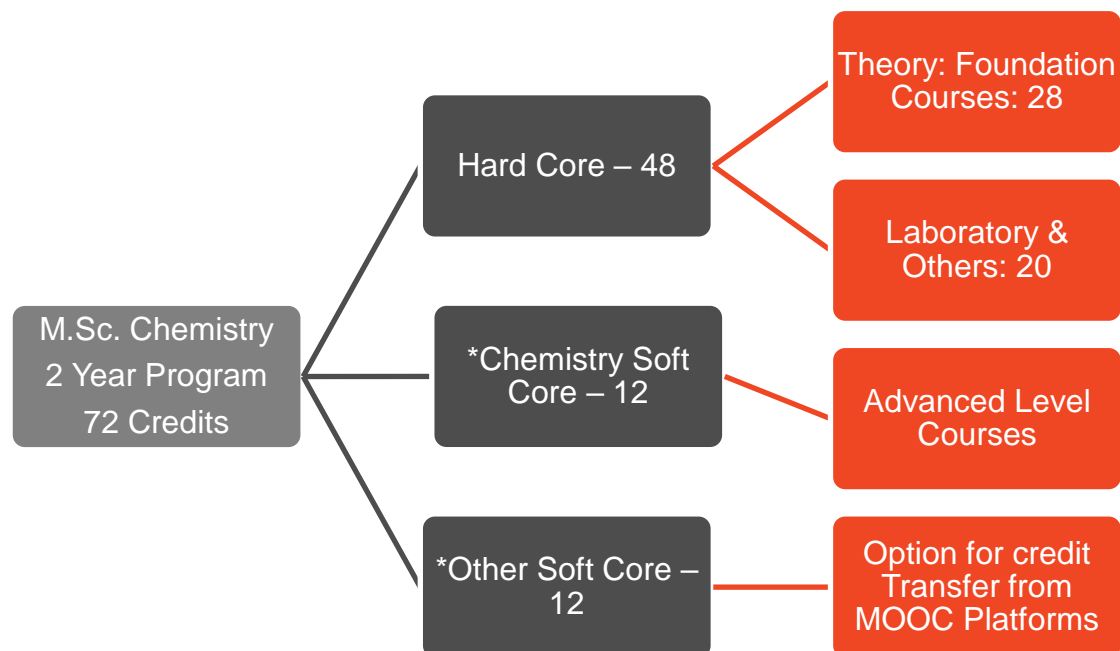 M.Sc. Chemistry
2 Year Program
72 Credits
Hard Core – 48
*Chemistry Soft
Core – 12
*Other Soft Core –
12
Theory: Foundation
Courses: 28
Laboratory &
Others: 20
Advanced Level
Courses
Option for credit
Transfer from
MOOC Platforms